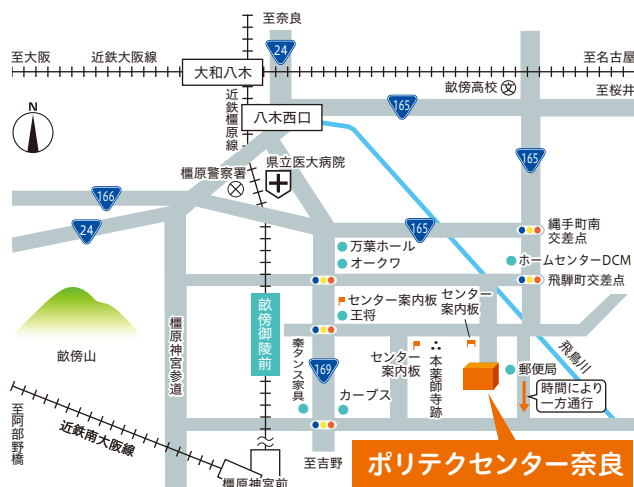 至奈良
24
至大阪
近鉄大阪線
至名古屋
大和八木
畝傍高校
文
至桜井
165
近鉄橿原線
八木西口
N
165
県立医大病院
橿原警察署
166
24
165
縄手町南
交差点
万葉ホール
オークワ
ホームセンターDCM
飛騨町交差点
センター案内板
王将
センター
案内板
畝傍御陵前
橿原神宮参道
畝傍山
秦タンス家具
169
センター
案内板
本薬師寺跡
飛鳥川
郵便局
時間により
一方通行
カーブス
至阿部野橋
近鉄南大阪線
至吉野
橿原神宮前
ポリテクセンター奈良